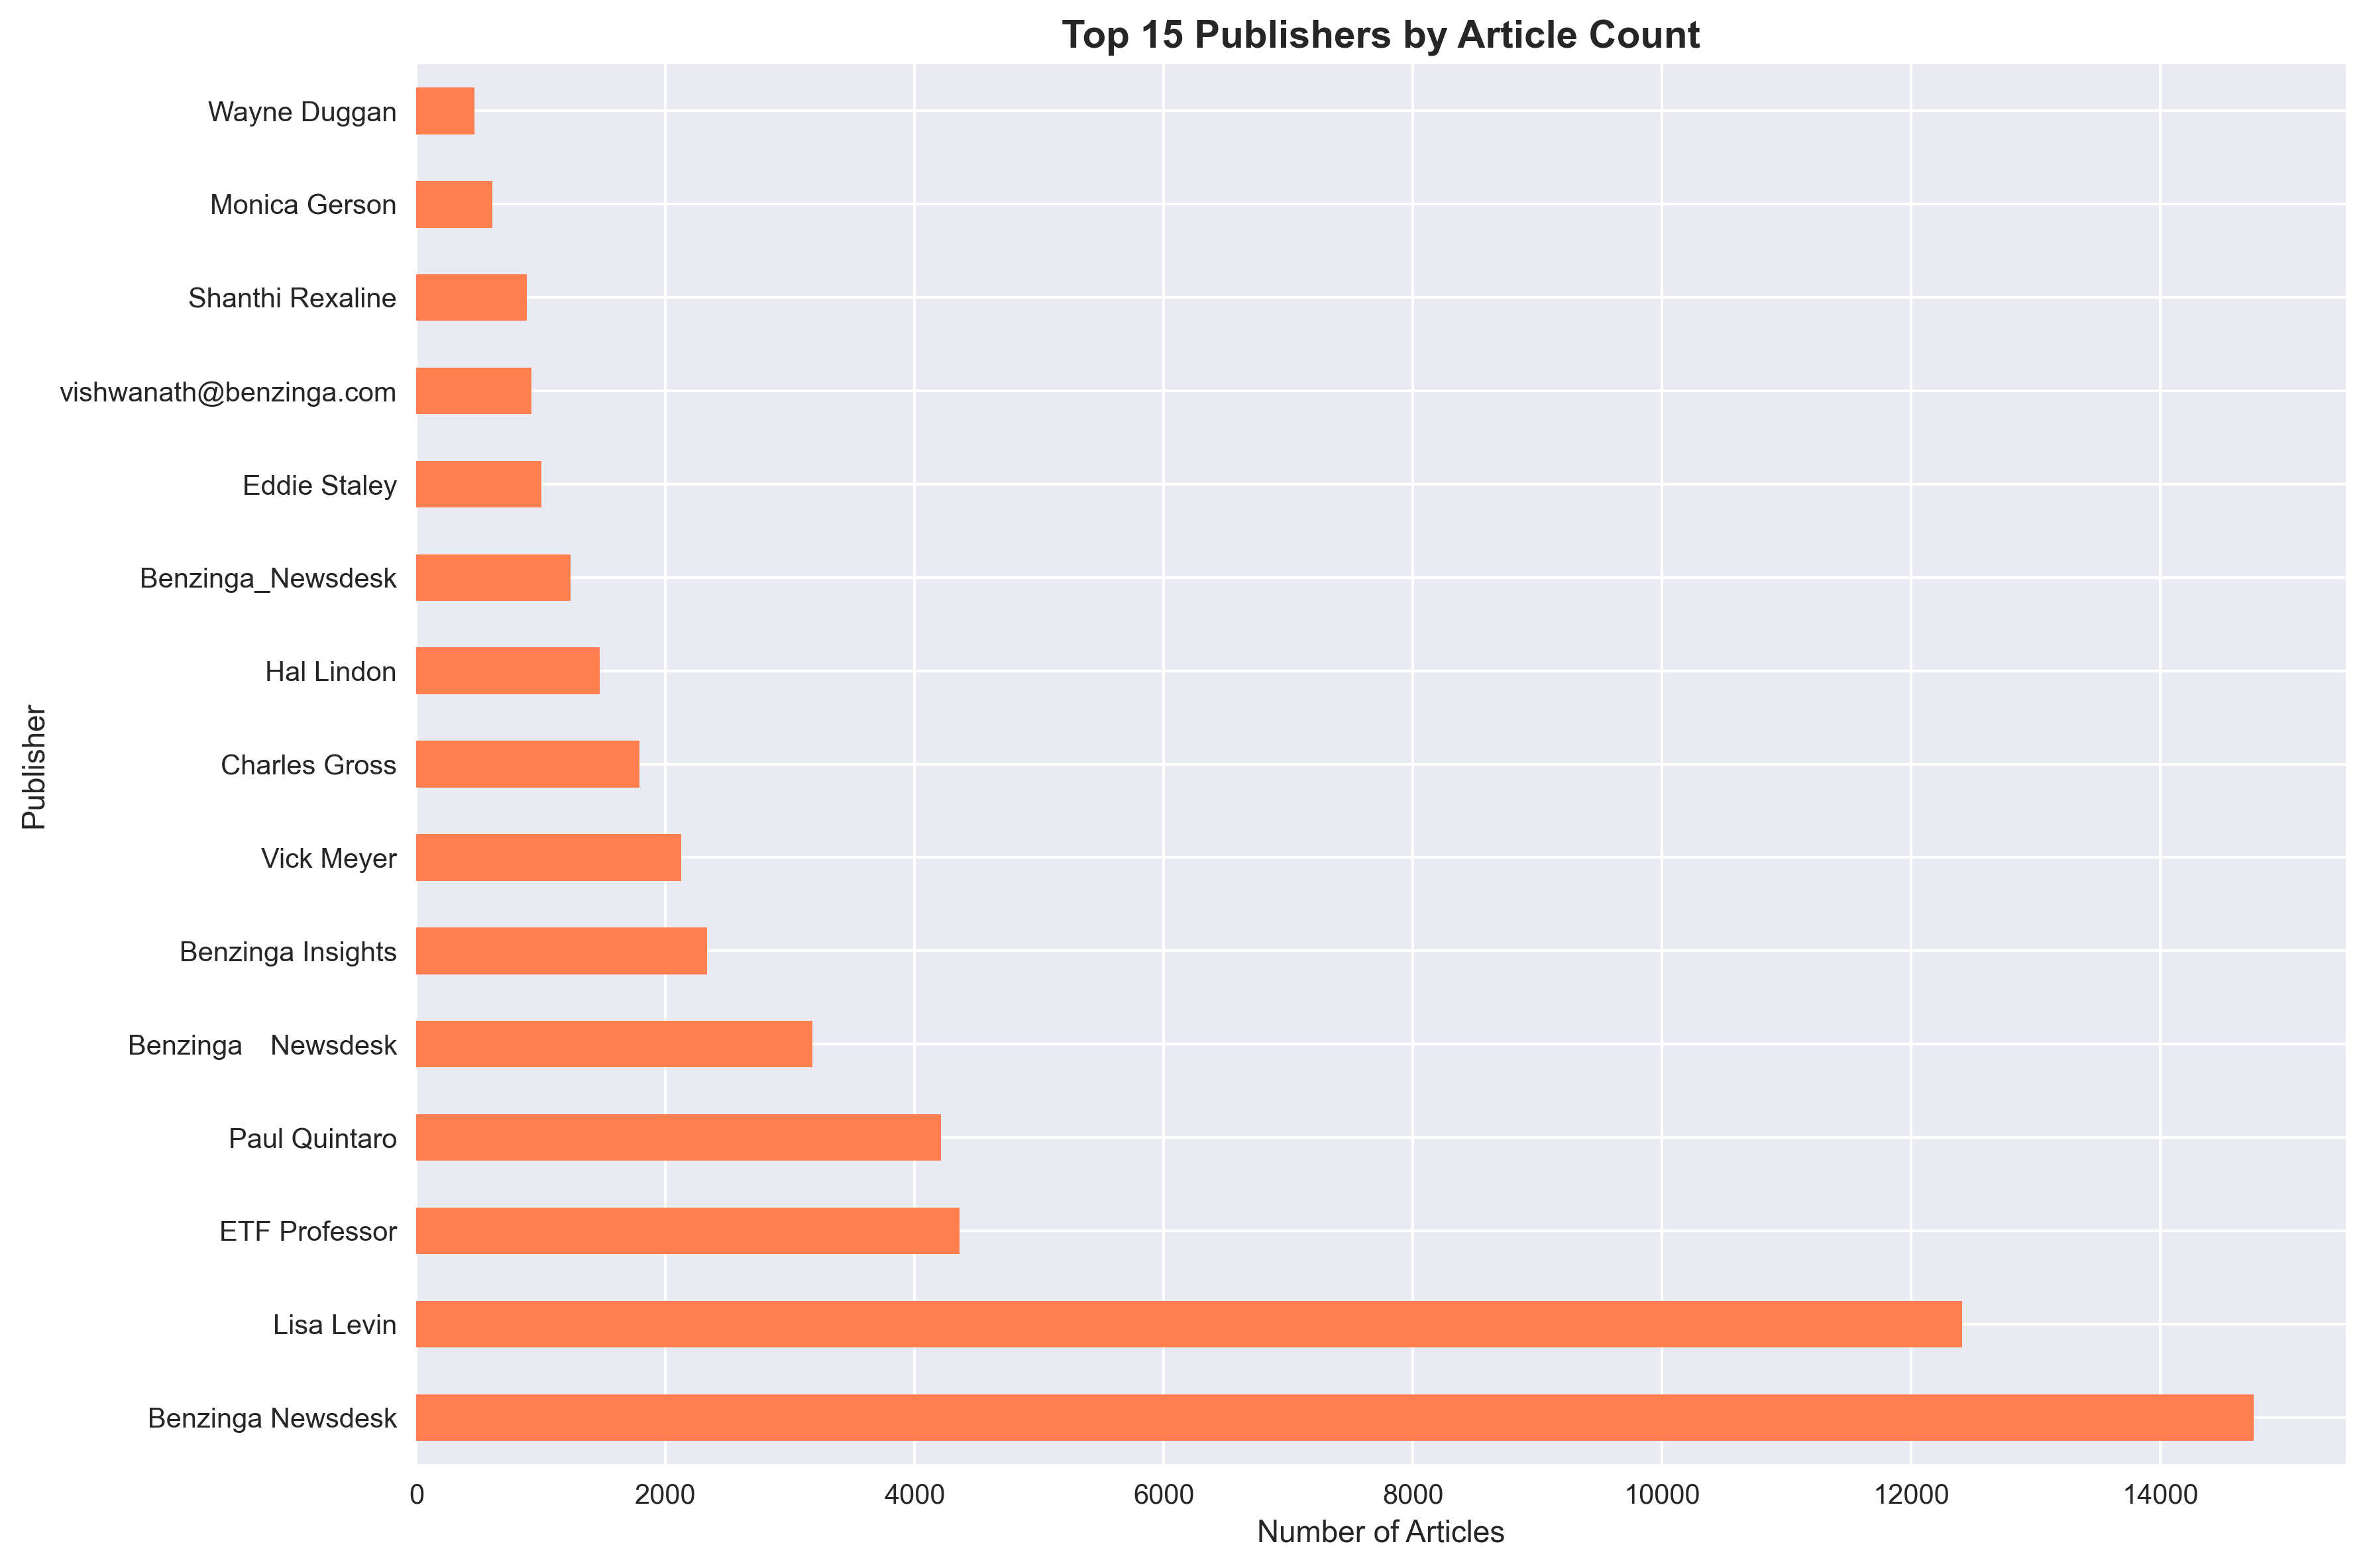 Top 15 Publishers by Article Count
Wayne Duggan
Monica Gerson
Shanthi Rexaline
vishwanath@benzinga.com
Eddie Staley
Benzinga_Newsdesk
Hal Lindon
Charles Gross
Vick Meyer
Benzinga Insights
Benzinga   Newsdesk
Paul Quintaro
ETF Professor
Lisa Levin
Benzinga Newsdesk
Publisher
0 2000 4000 6000 8000 10000 12000 14000
Number of Articles